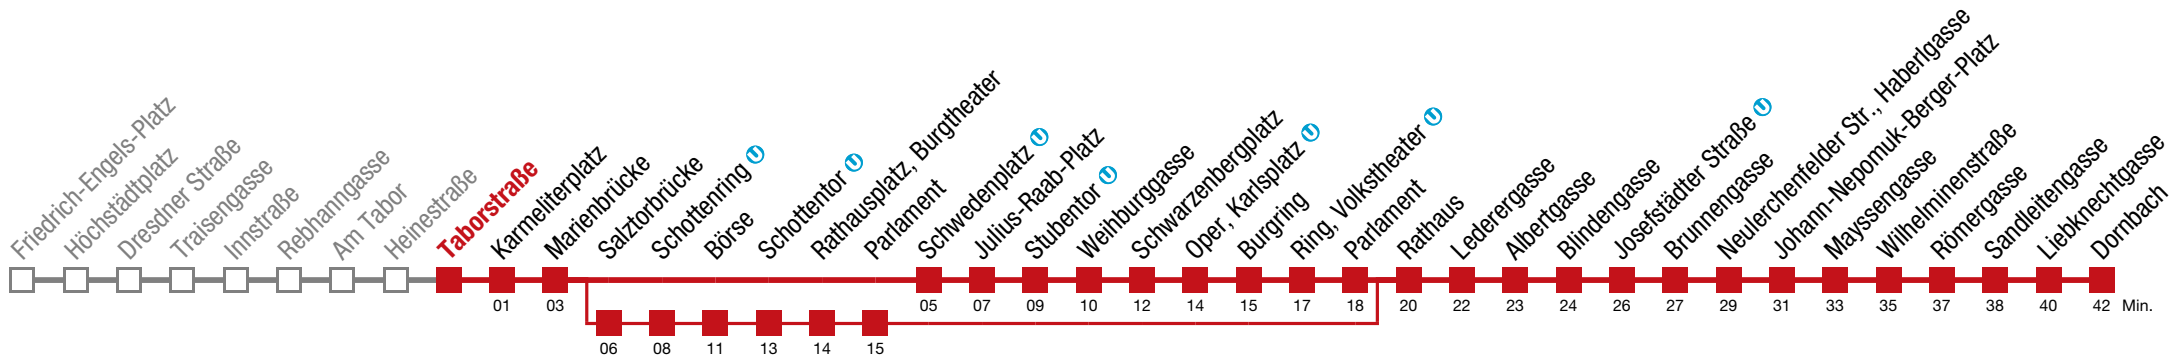 Friedrich-Engels-Platz
Höchstädtplatz
Dresdner Straße
Traisengasse
Innstraße
Rebhanngasse
Am Tabor
Heinestraße
Taborstraße
Karmeliterplatz
Marienbrücke
Salztorbrücke
Schottenring U
Börse
Schottentor U
Rathausplatz, Burgtheater
Parlament
Schwedenplatz U
Julius-Raab-Platz
Stubentor U
Weihburggasse
Schwarzenbergplatz
Oper, Karlsplatz U
Burgring
Ring, Volkstheater U
Parlament
Rathaus
Lederergasse
Albertgasse
Blindengasse
Josefstädter Straße U
Brunnengasse
Neulerchenfelder Str., Haberlgasse
Johann-Nepomuk-Berger-Platz
Mayssengasse
Wilhelminenstraße
Römergasse
Sandleitengasse
Liebknechtgasse
Dornbach
01 03 05 07 09 10 12 14 15 17 18 20 22 23 24 26 27 29 31 33 35 37 38 40 42 Min.
06 08 11 13 14 15